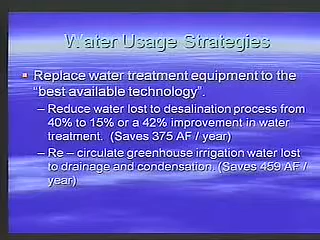 Water Usage Strategies
Replace water treatment equipment to the
"best available technology".
– Reduce water lost to desalination process from
40% to 15% or a 42% improvement in water
treatment. (Saves 375 AF / year)
– Re – circulate greenhouse irrigation water lost
to drainage and condensation. (Saves 459 AF /
year)